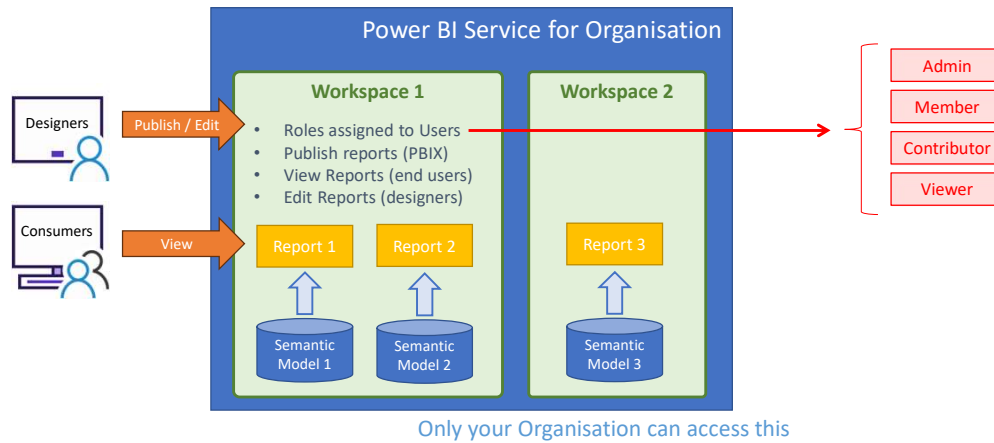 Power BI Service for Organisation
Workspace 1
Workspace 2
Designers
Publish / Edit
• Roles assigned to Users
• Publish reports (PBIX)
• View Reports (end users)
• Edit Reports (designers)
Admin
Member
Contributor
Viewer
Consumers
View
Report 1
Report 2
Report 3
Semantic
Model 1
Semantic
Model 2
Semantic
Model 3
Only your Organisation can access this